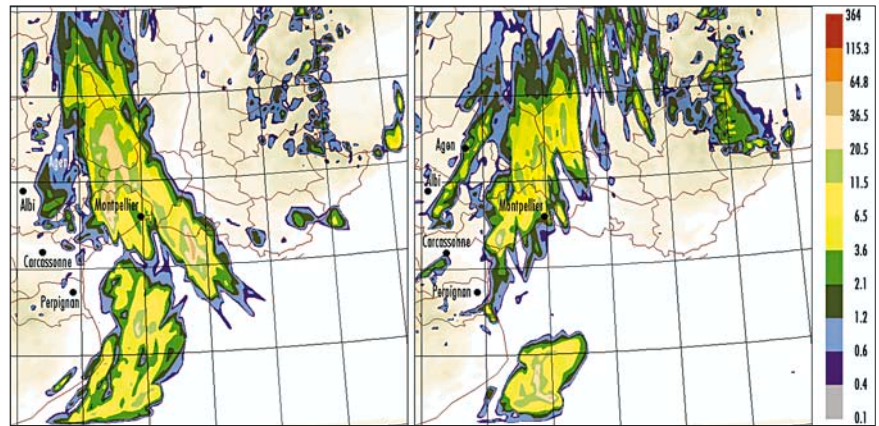 Agen
Albi
Montpellier
Carcassonne
Perpignan
Agen
Albi
Montpellier
Carcassonne
Perpignan
364
115.3
64.8
36.5
20.5
11.5
6.5
3.6
2.1
1.2
0.6
0.4
0.1